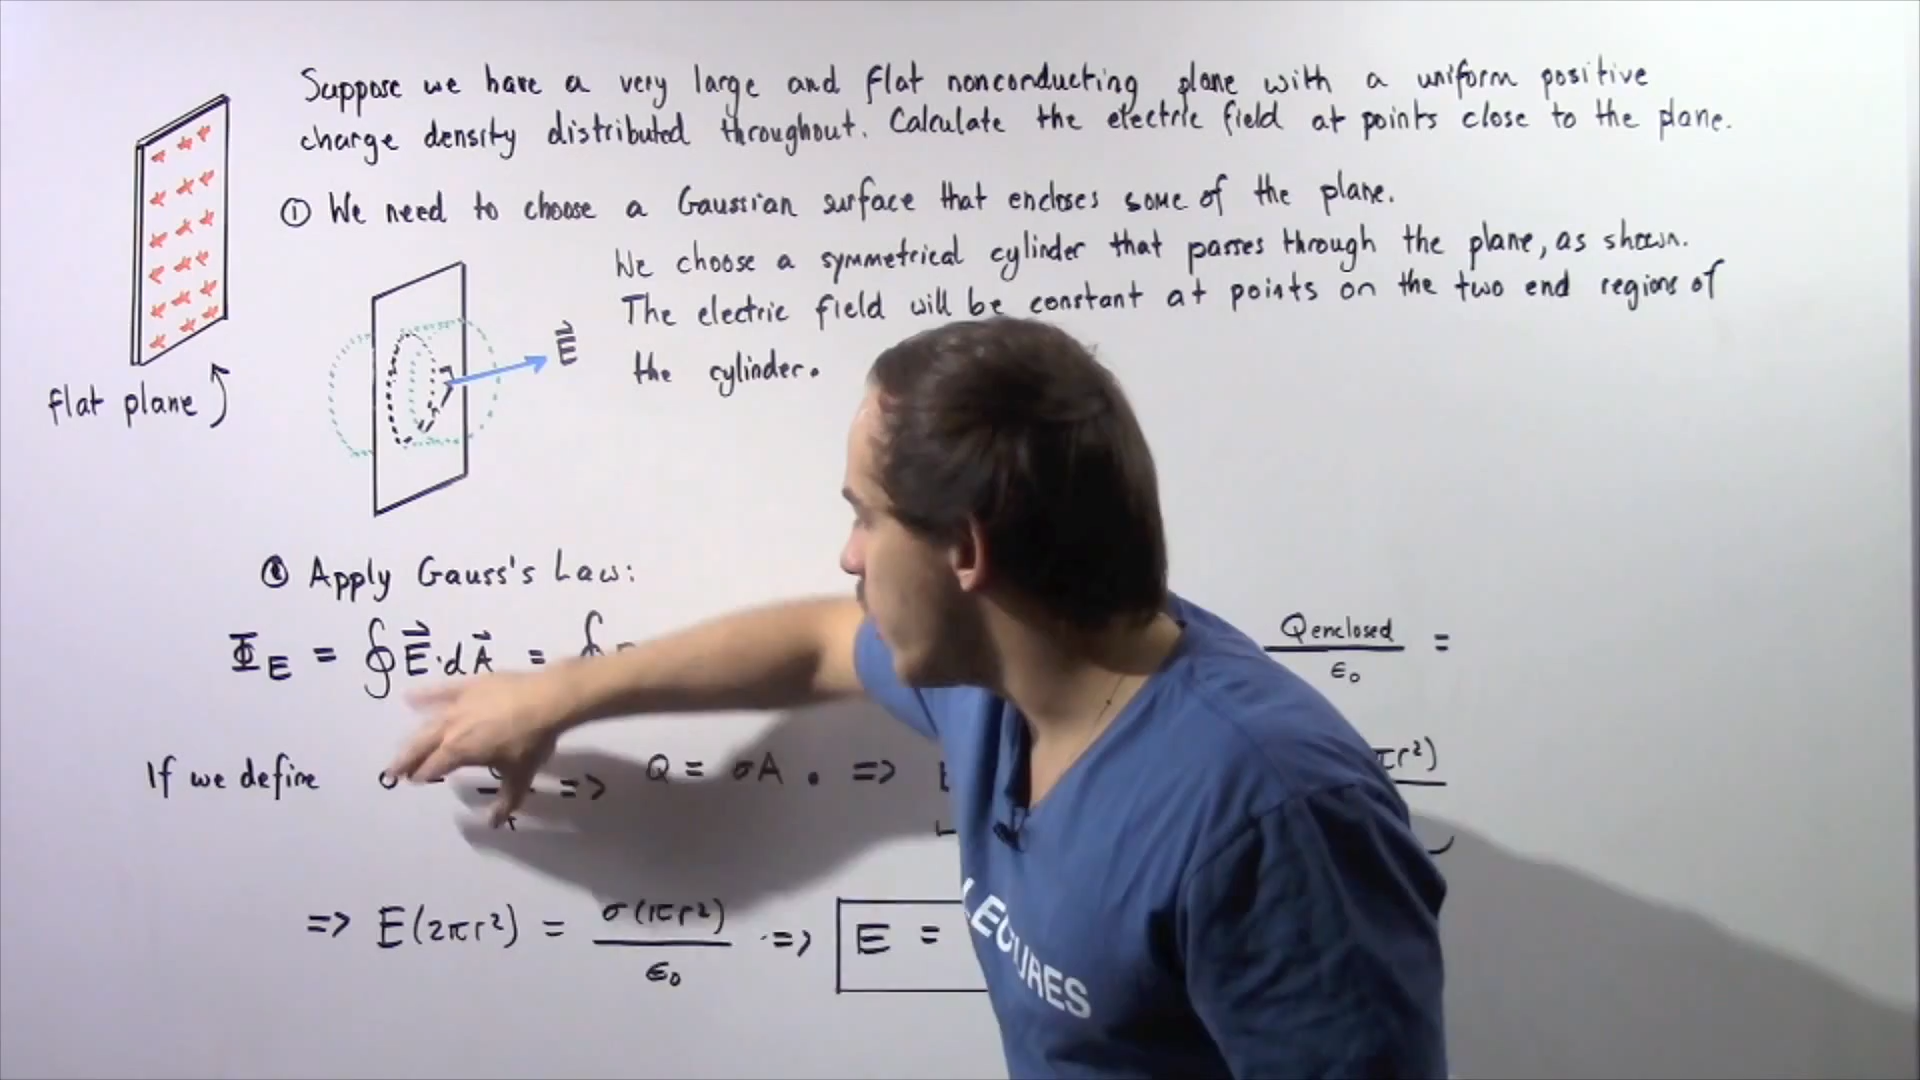 Suppose we have a very large and flat nonconducting plane with a uniform positive
charge density distributed throughout. Calculate the electric field at points close to the plane.
① We need to choose a Gaussian surface that encloses some of the plane.
We choose a symmetrical cylinder that passes through the plane, as shown.
The electric field will be constant at points on the two end regions of
the cylinder.
E⃗
flat plane
② Apply Gauss's Law:
Φ_E = ∮ E⃗ · dA⃗ = ∮
Qenclosed / ε₀ =
If we define
=> Q = σA . =>
πr²)
=> E(2πr²) = σ(πr²) / ε₀ => E =
LECTURES